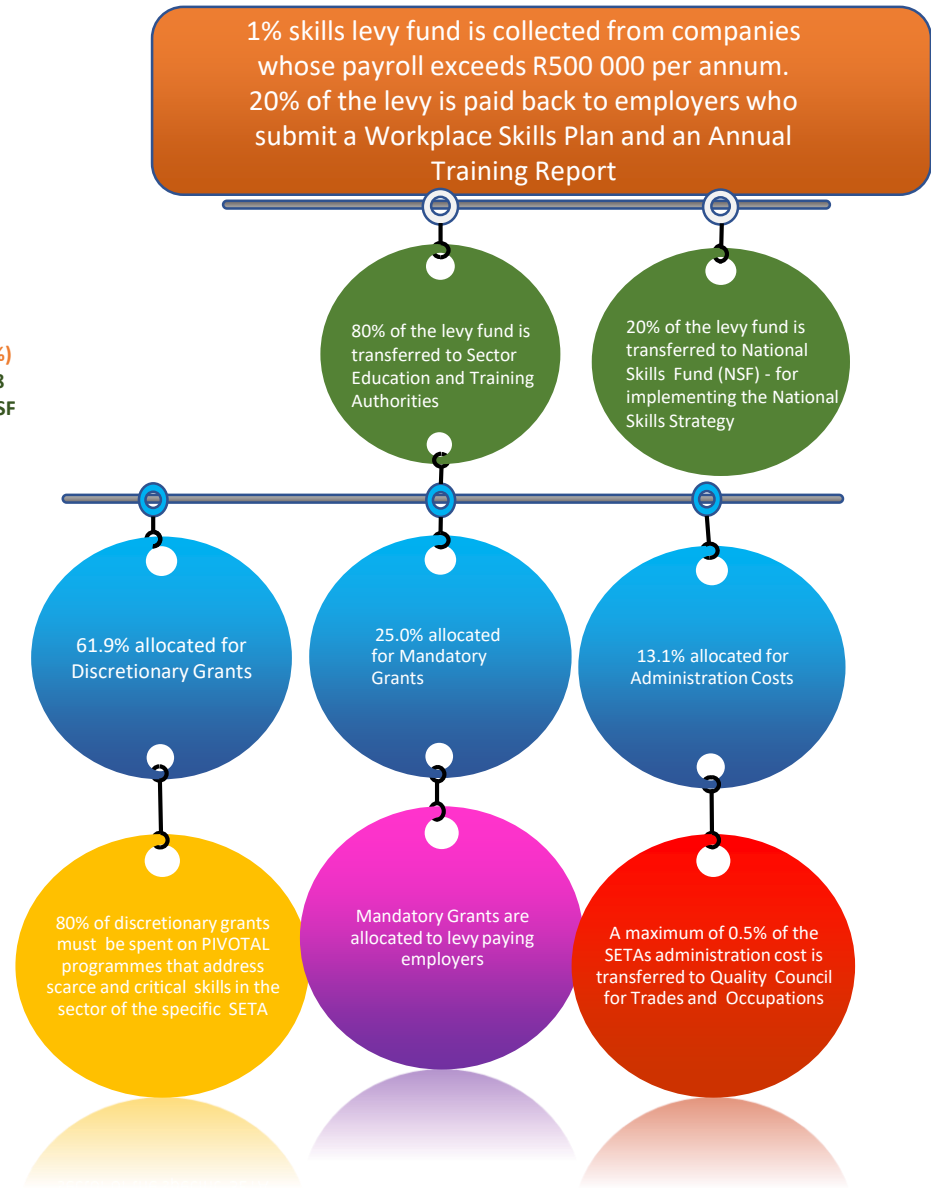 1% skills levy fund is collected from companies
whose payroll exceeds R500 000 per annum.
20% of the levy is paid back to employers who
submit a Workplace Skills Plan and an Annual
Training Report
%)
3
SF
80% of the levy fund is
transferred to Sector
Education and Training
Authorities
20% of the levy fund is
transferred to National
Skills Fund (NSF) - for
implementing the National
Skills Strategy
61.9% allocated for
Discretionary Grants
25.0% allocated
for Mandatory
Grants
13.1% allocated for
Administration Costs
80% of discretionary grants
must be spent on PIVOTAL
programmes that address
scarce and critical skills in the
sector of the specific SETA
Mandatory Grants are
allocated to levy paying
employers
A maximum of 0.5% of the
SETAs administration cost is
transferred to Quality Council
for Trades and Occupations